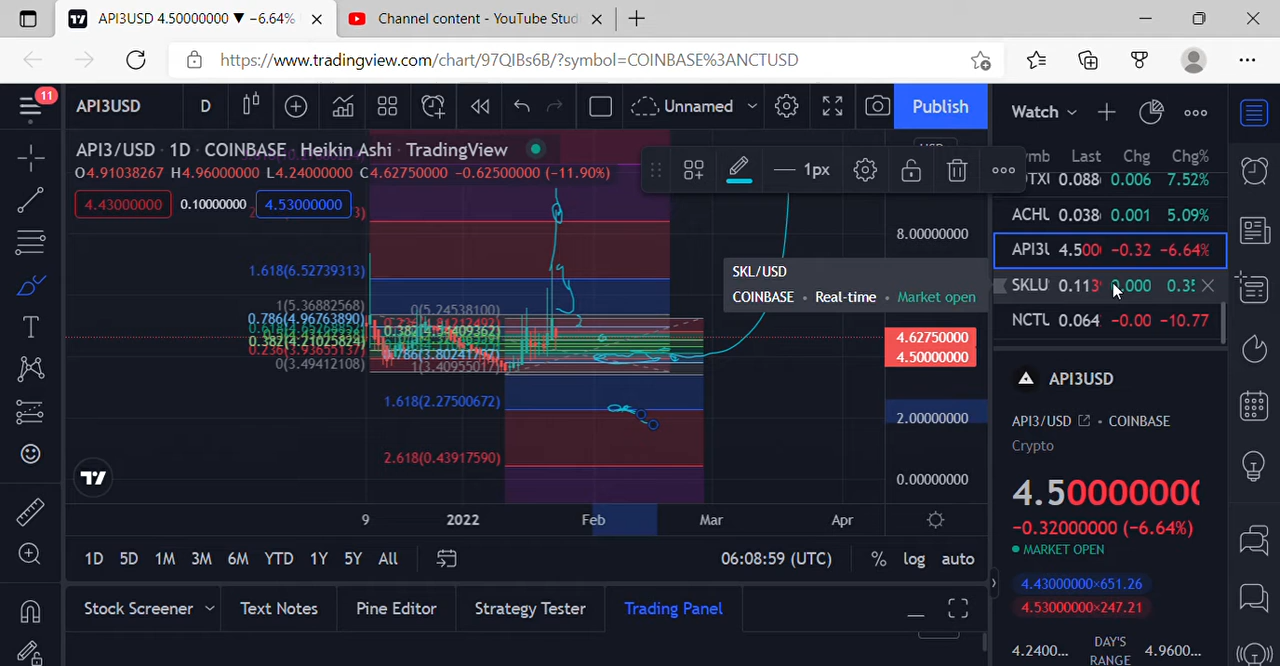 API3USD 4.50000000 ▼ −6.64%
Channel content - YouTube Stud
https://www.tradingview.com/chart/97QIBs6B/?symbol=COINBASE%3ANCTUSD
11
API3USD
D
Unnamed
Publish
Watch
API3/USD · 1D · COINBASE · Heikin Ashi · TradingView
O4.91038267 H4.96000000 L4.24000000 C4.62750000 −0.62500000 (−11.90%)
4.43000000
0.10000000
4.53000000
1px
Last Chg Chg%
0.088 0.006 7.52%
ACHU 0.038 0.001 5.09%
4.500 -0.32 -6.64%
SKLU 0.113 0.000 0.35
NCTU 0.064 -0.00 -10.77
SKL/USD
COINBASE • Real-time • Market open
8.00000000
4.62750000
4.50000000
2.00000000
0.00000000
1.618(6.52739313)
1(5.36882568)
0.786(4.96763890)
0.382(4.21025824)
0.236(3.93655137)
0(3.49412108)
0(5.24538100)
0.382(4.54409362)
1(3.40955017)
1.618(2.27500672)
2.618(0.43917590)
9
2022
Feb
Mar
Apr
1D 5D 1M 3M 6M YTD 1Y 5Y All
06:08:59 (UTC)
% log auto
Stock Screener
Text Notes
Pine Editor
Strategy Tester
Trading Panel
API3USD
API3/USD • COINBASE
Crypto
−0.32000000 (−6.64%)
MARKET OPEN
4.43000000×651.26
4.53000000×247.21
4.2400...
DAY'S
RANGE
4.9600...